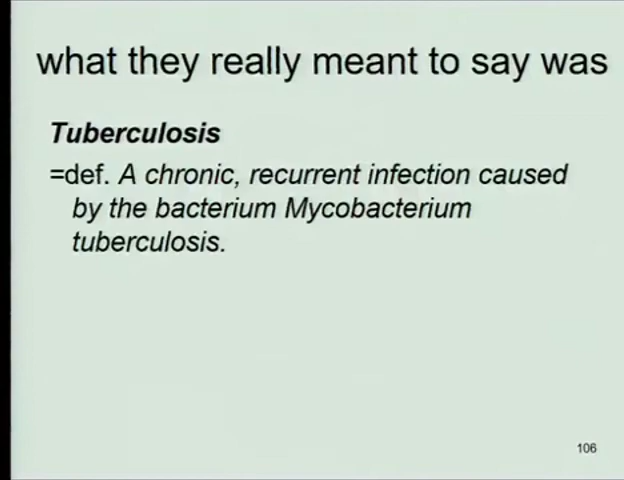 what they really meant to say was
Tuberculosis
=def. A chronic, recurrent infection caused
by the bacterium Mycobacterium
tuberculosis.
106